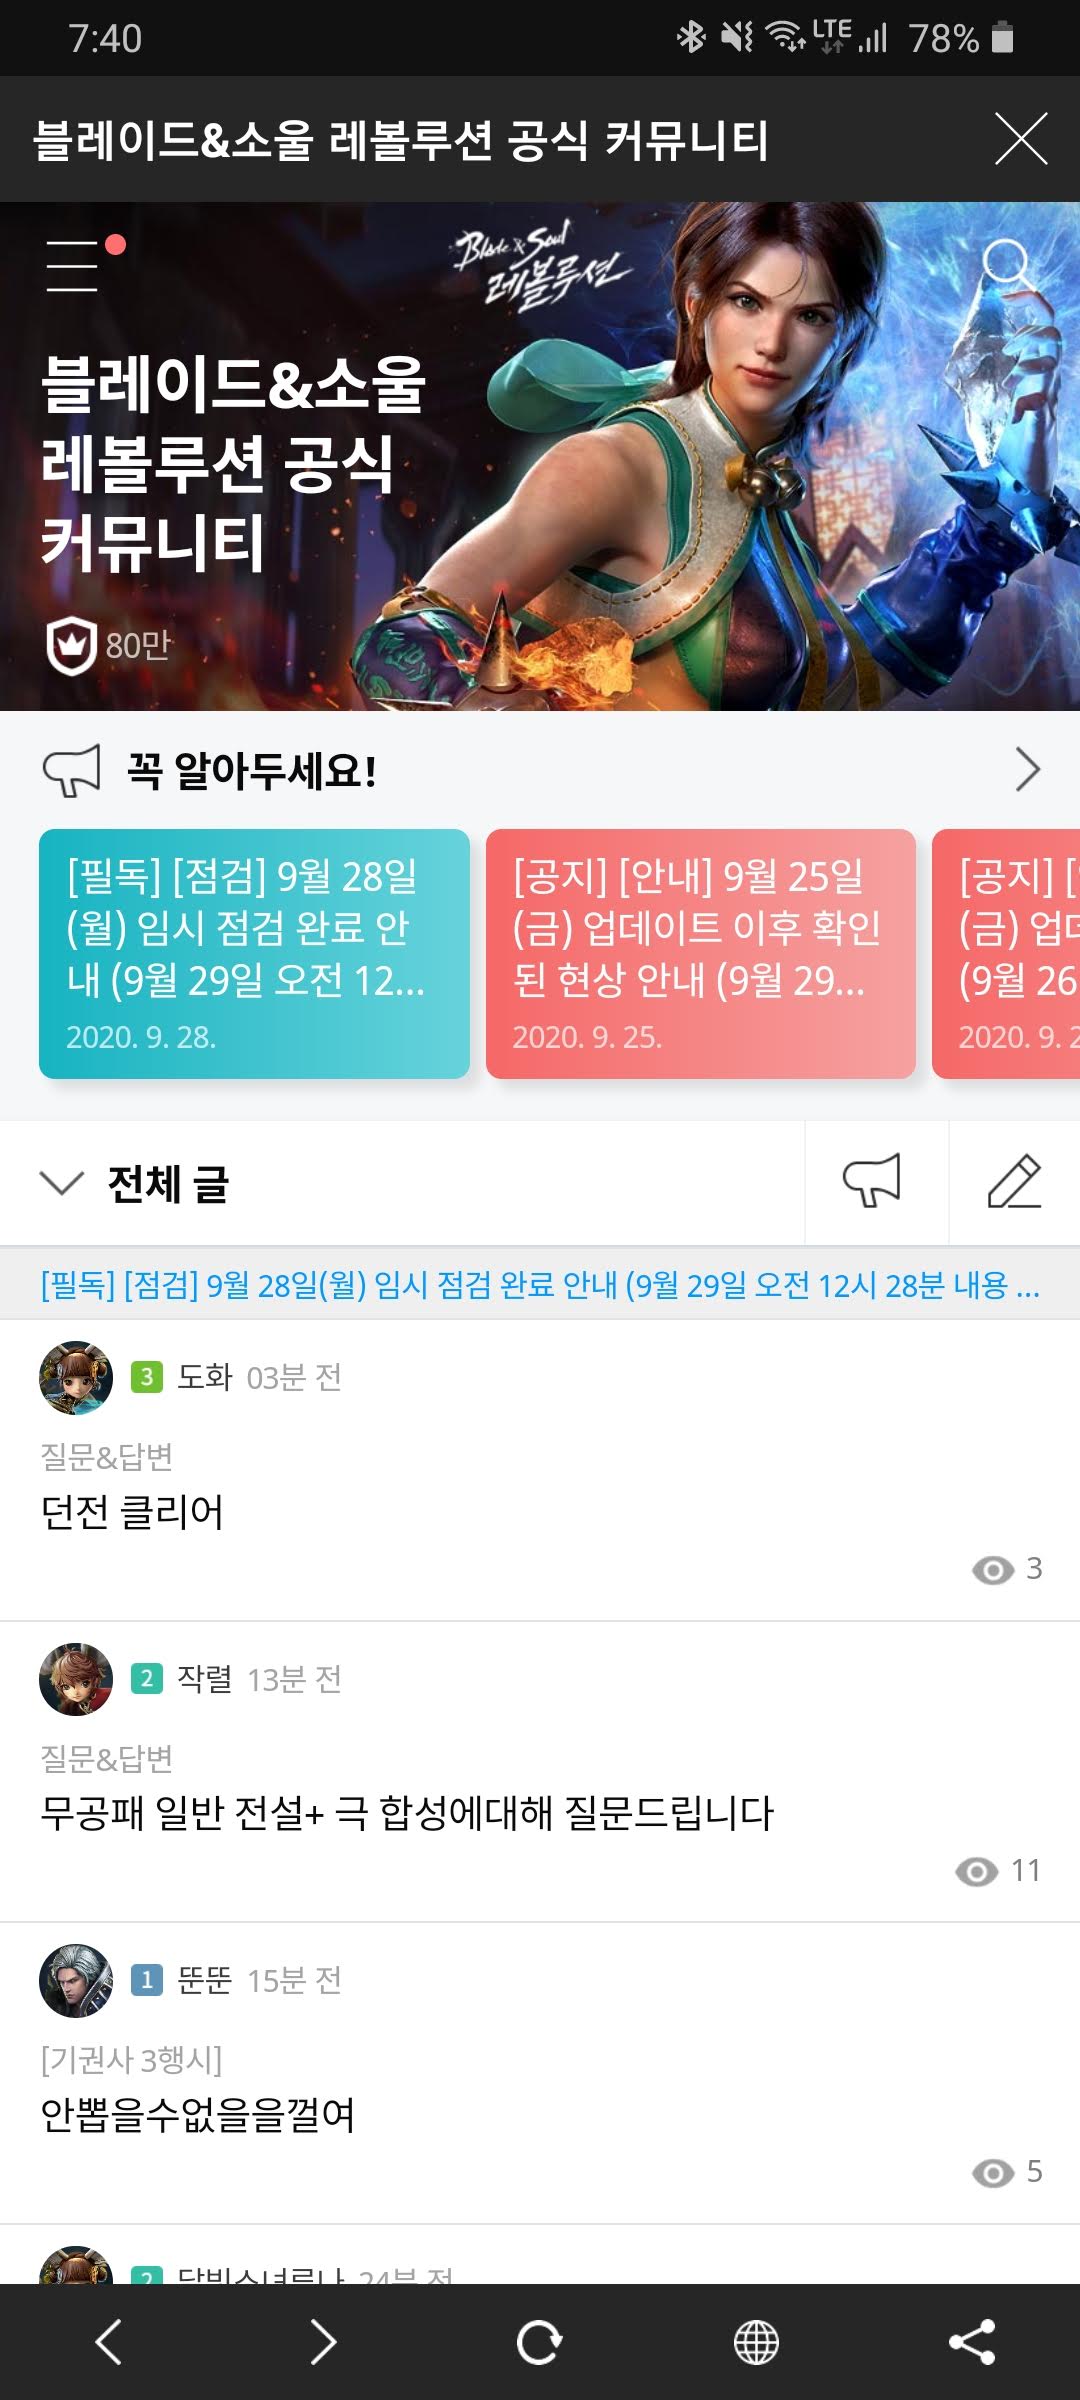 7:40
LTE
78%
블레이드&소울 레볼루션 공식 커뮤니티
Blade & Soul
레볼루션
블레이드&소울
레볼루션 공식
커뮤니티
80만
꼭 알아두세요!
[필독] [점검] 9월 28일
(월) 임시 점검 완료 안
내 (9월 29일 오전 12...
2020. 9. 28.
[공지] [안내] 9월 25일
(금) 업데이트 이후 확인
된 현상 안내 (9월 29...
2020. 9. 25.
[공지] [
(금) 업
(9월 26
2020. 9.
전체 글
[필독] [점검] 9월 28일(월) 임시 점검 완료 안내 (9월 29일 오전 12시 28분 내용 ...
3 도화 03분 전
질문&답변
던전 클리어
3
2 작렬 13분 전
질문&답변
무공패 일반 전설+ 극 합성에대해 질문드립니다
11
1 뚠뚠 15분 전
[기권사 3행시]
안뽑을수없을을껄여
5
2 24분 전